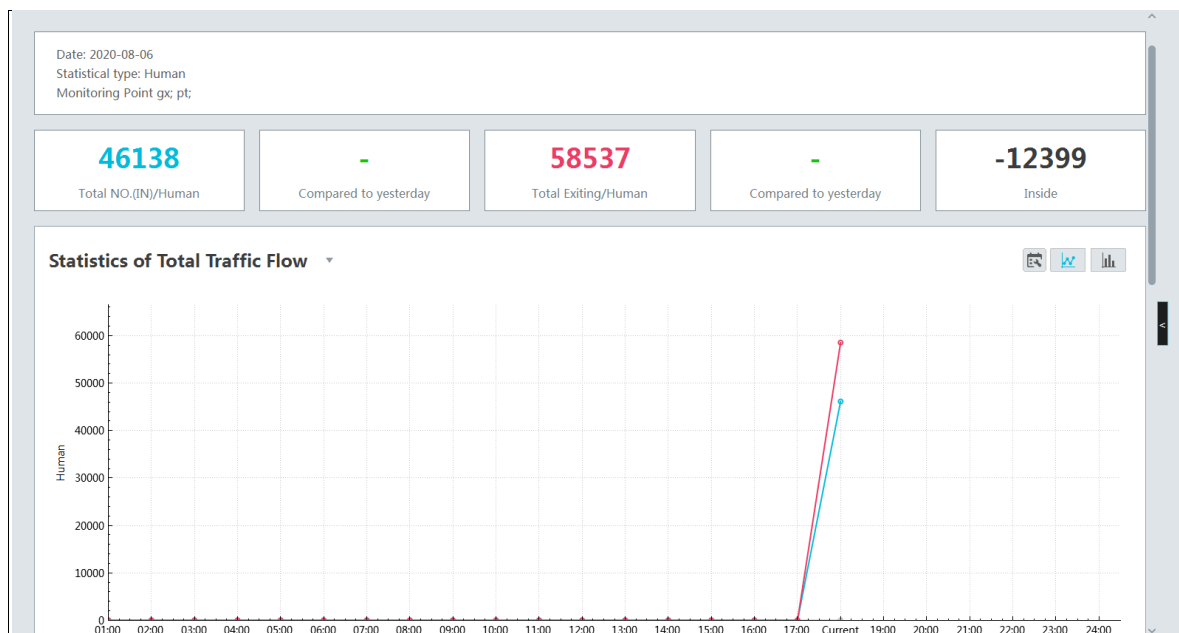 Date: 2020-08-06
Statistical type: Human
Monitoring Point gx; pt;
46138
Total NO.(IN)/Human
-
Compared to yesterday
58537
Total Exiting/Human
-
Compared to yesterday
-12399
Inside
Statistics of Total Traffic Flow
60000
50000
40000
30000
20000
10000
0
Human
01:00 02:00 03:00 04:00 05:00 06:00 07:00 08:00 09:00 10:00 11:00 12:00 13:00 14:00 15:00 16:00 17:00 Current 19:00 20:00 21:00 22:00 23:00 24:00